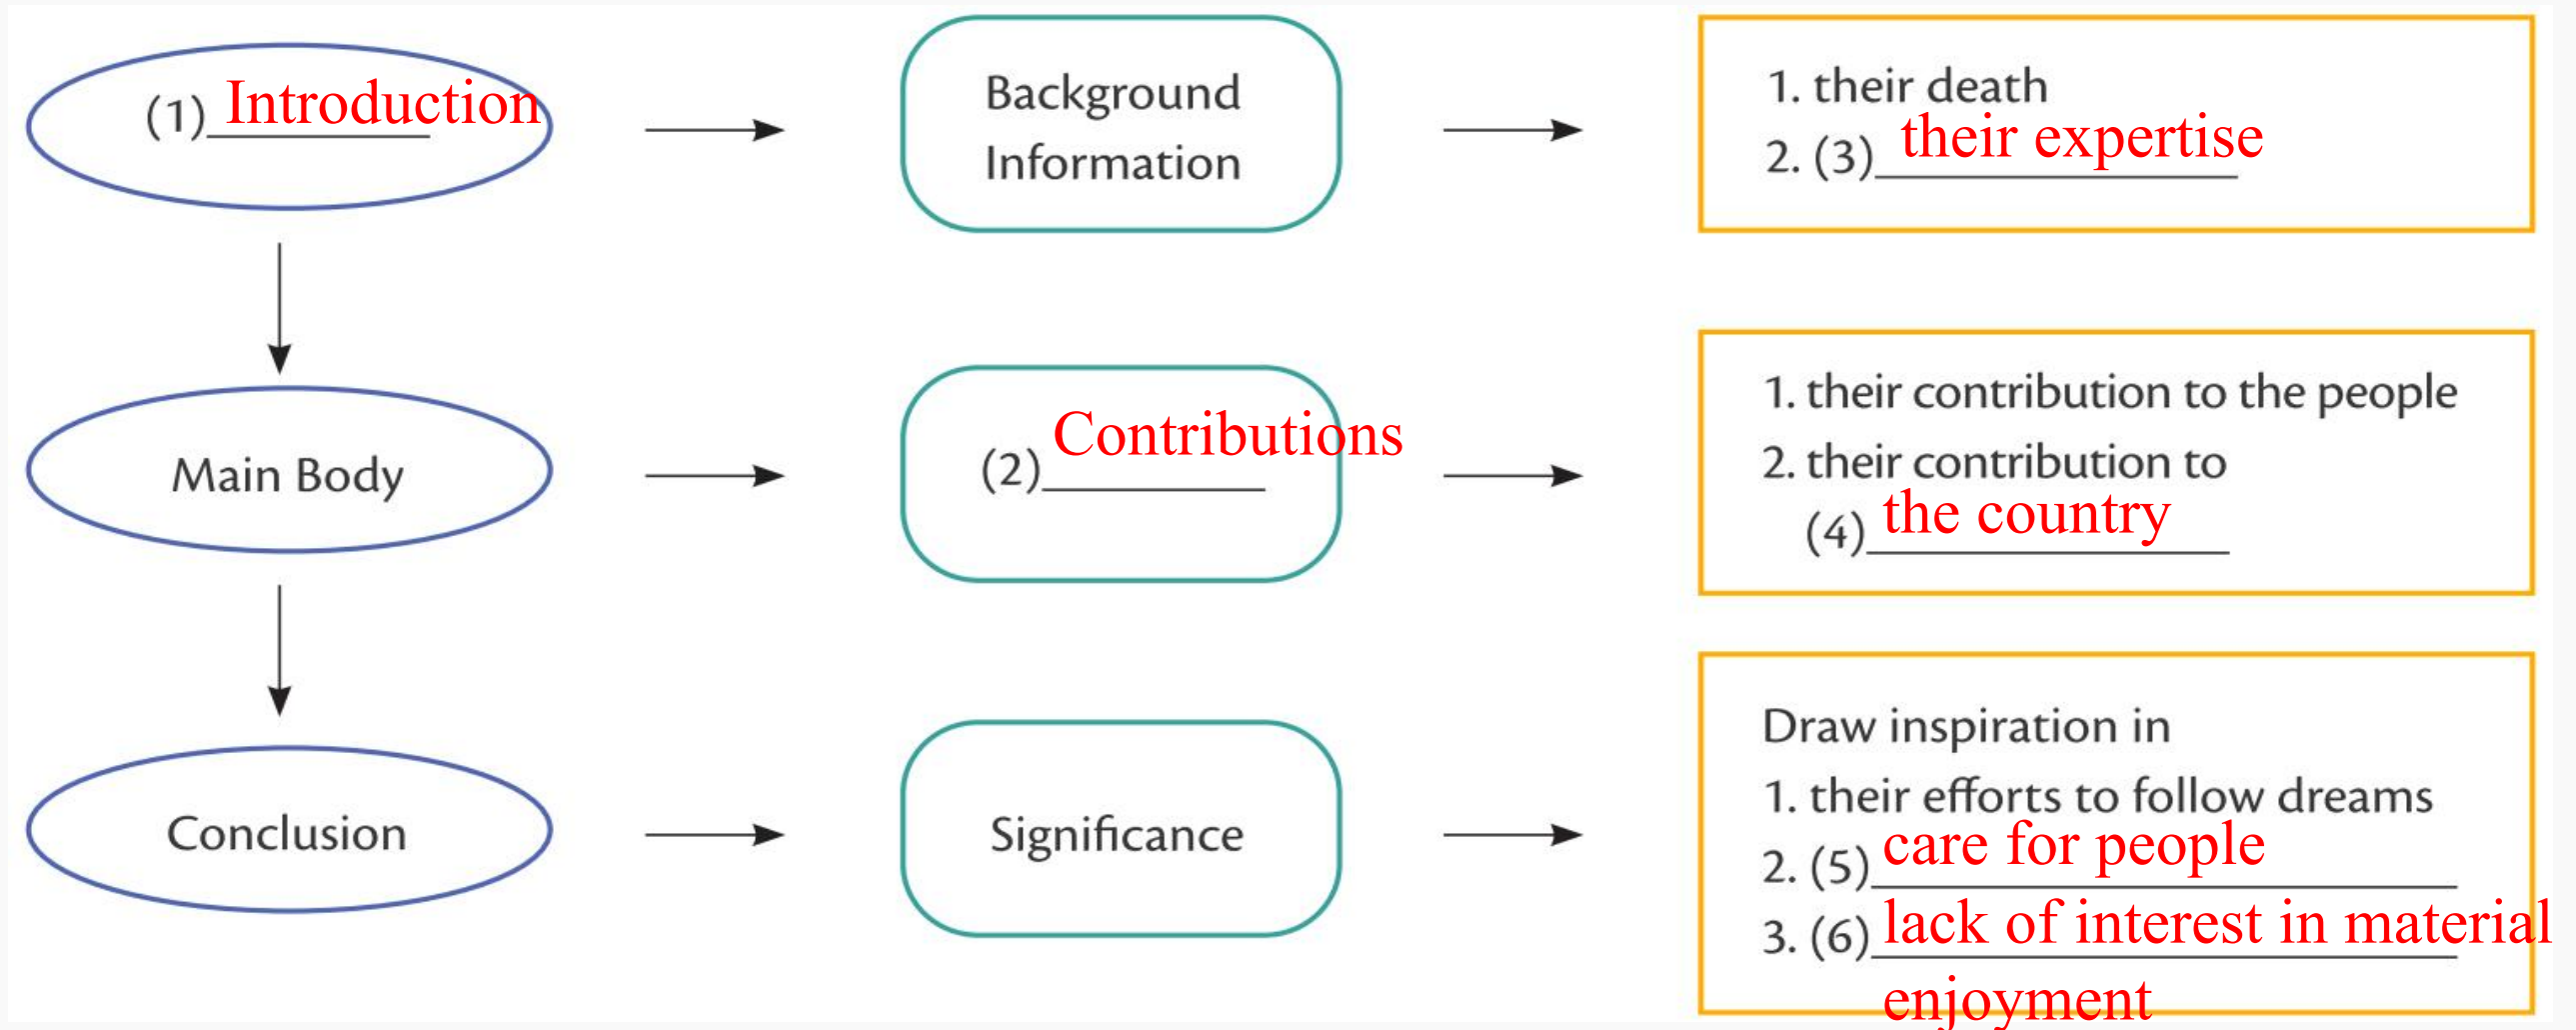 (1) Introduction
Background
Information
1. their death
2. (3) their expertise
Main Body
(2) Contributions
1. their contribution to the people
2. their contribution to
(4) the country
Conclusion
Significance
Draw inspiration in
1. their efforts to follow dreams
2. (5) care for people
3. (6) lack of interest in material
enjoyment